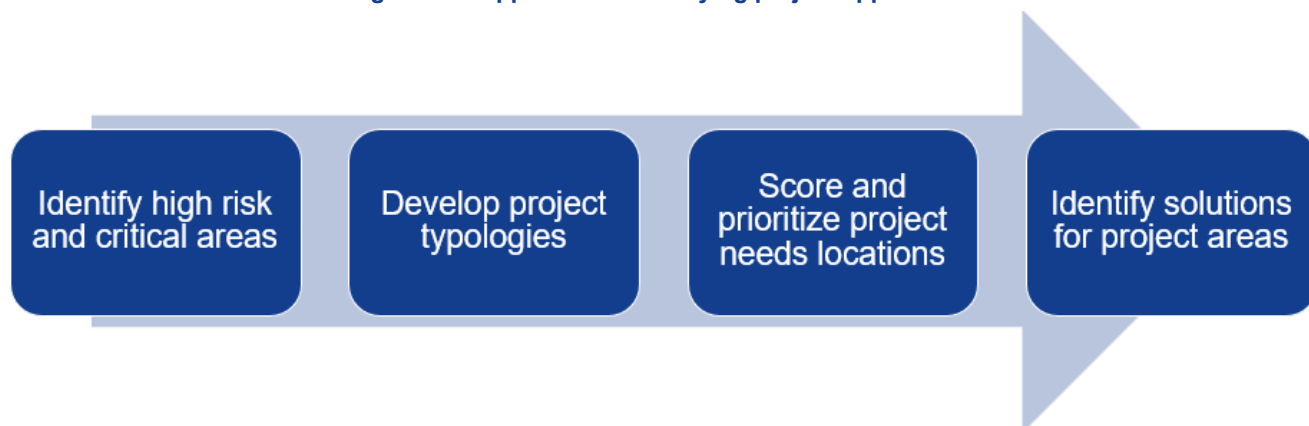 Identify high risk
and critical areas
Develop project
typologies
Score and
prioritize project
needs locations
Identify solutions
for project areas